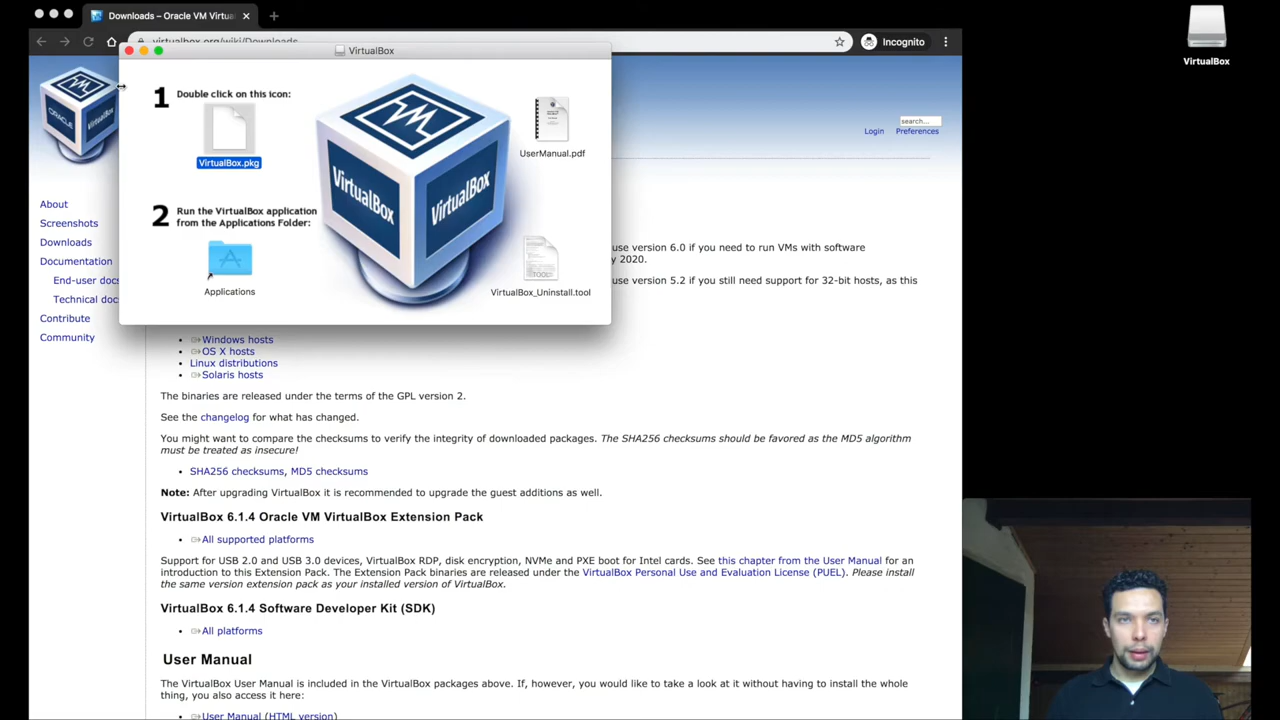 Downloads – Oracle VM Virtua
virtualbox.org/wiki/Downloads
Incognito
VirtualBox
VirtualBox
1 Double click on this icon:
VirtualBox.pkg
UserManual.pdf
2 Run the VirtualBox application
from the Applications Folder:
Applications
VirtualBox_Uninstall.tool
VirtualBox
VirtualBox
ORACLE
VM
search...
Login Preferences
About
Screenshots
Downloads
Documentation
End-user docs
Technical doc
Contribute
Community
use version 6.0 if you need to run VMs with software
y 2020.
use version 5.2 if you still need support for 32-bit hosts, as this
• Windows hosts
• OS X hosts
• Linux distributions
• Solaris hosts
The binaries are released under the terms of the GPL version 2.
See the changelog for what has changed.
You might want to compare the checksums to verify the integrity of downloaded packages. The SHA256 checksums should be favored as the MD5 algorithm
must be treated as insecure!
• SHA256 checksums, MD5 checksums
Note: After upgrading VirtualBox it is recommended to upgrade the guest additions as well.
VirtualBox 6.1.4 Oracle VM VirtualBox Extension Pack
• All supported platforms
Support for USB 2.0 and USB 3.0 devices, VirtualBox RDP, disk encryption, NVMe and PXE boot for Intel cards. See this chapter from the User Manual for an
introduction to this Extension Pack. The Extension Pack binaries are released under the VirtualBox Personal Use and Evaluation License (PUEL). Please install
the same version extension pack as your installed version of VirtualBox.
VirtualBox 6.1.4 Software Developer Kit (SDK)
• All platforms
User Manual
The VirtualBox User Manual is included in the VirtualBox packages above. If, however, you would like to take a look at it without having to install the whole
thing, you also access it here:
• User Manual (HTML version)